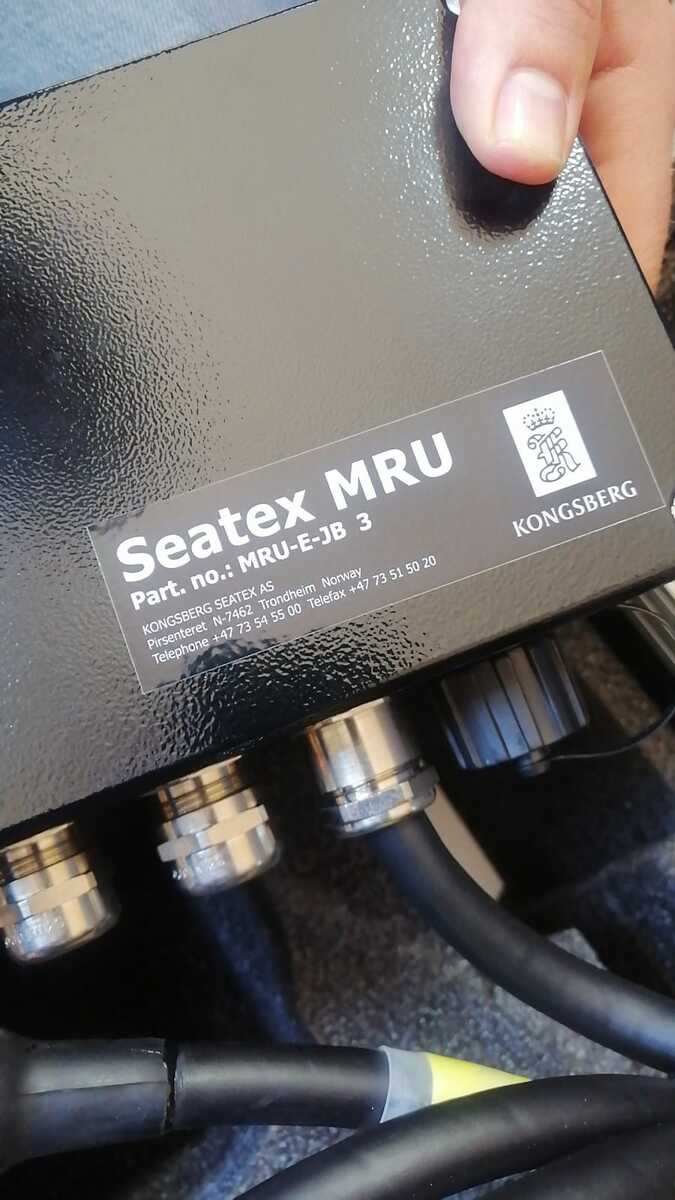 Seatex MRU
Part. no.: MRU-E-JB 3
KONGSBERG SEATEX AS
Pirsenteret N-7462 Trondheim Norway
Telephone +47 73 54 55 00 Telefax +47 73 51 50 20
KONGSBERG